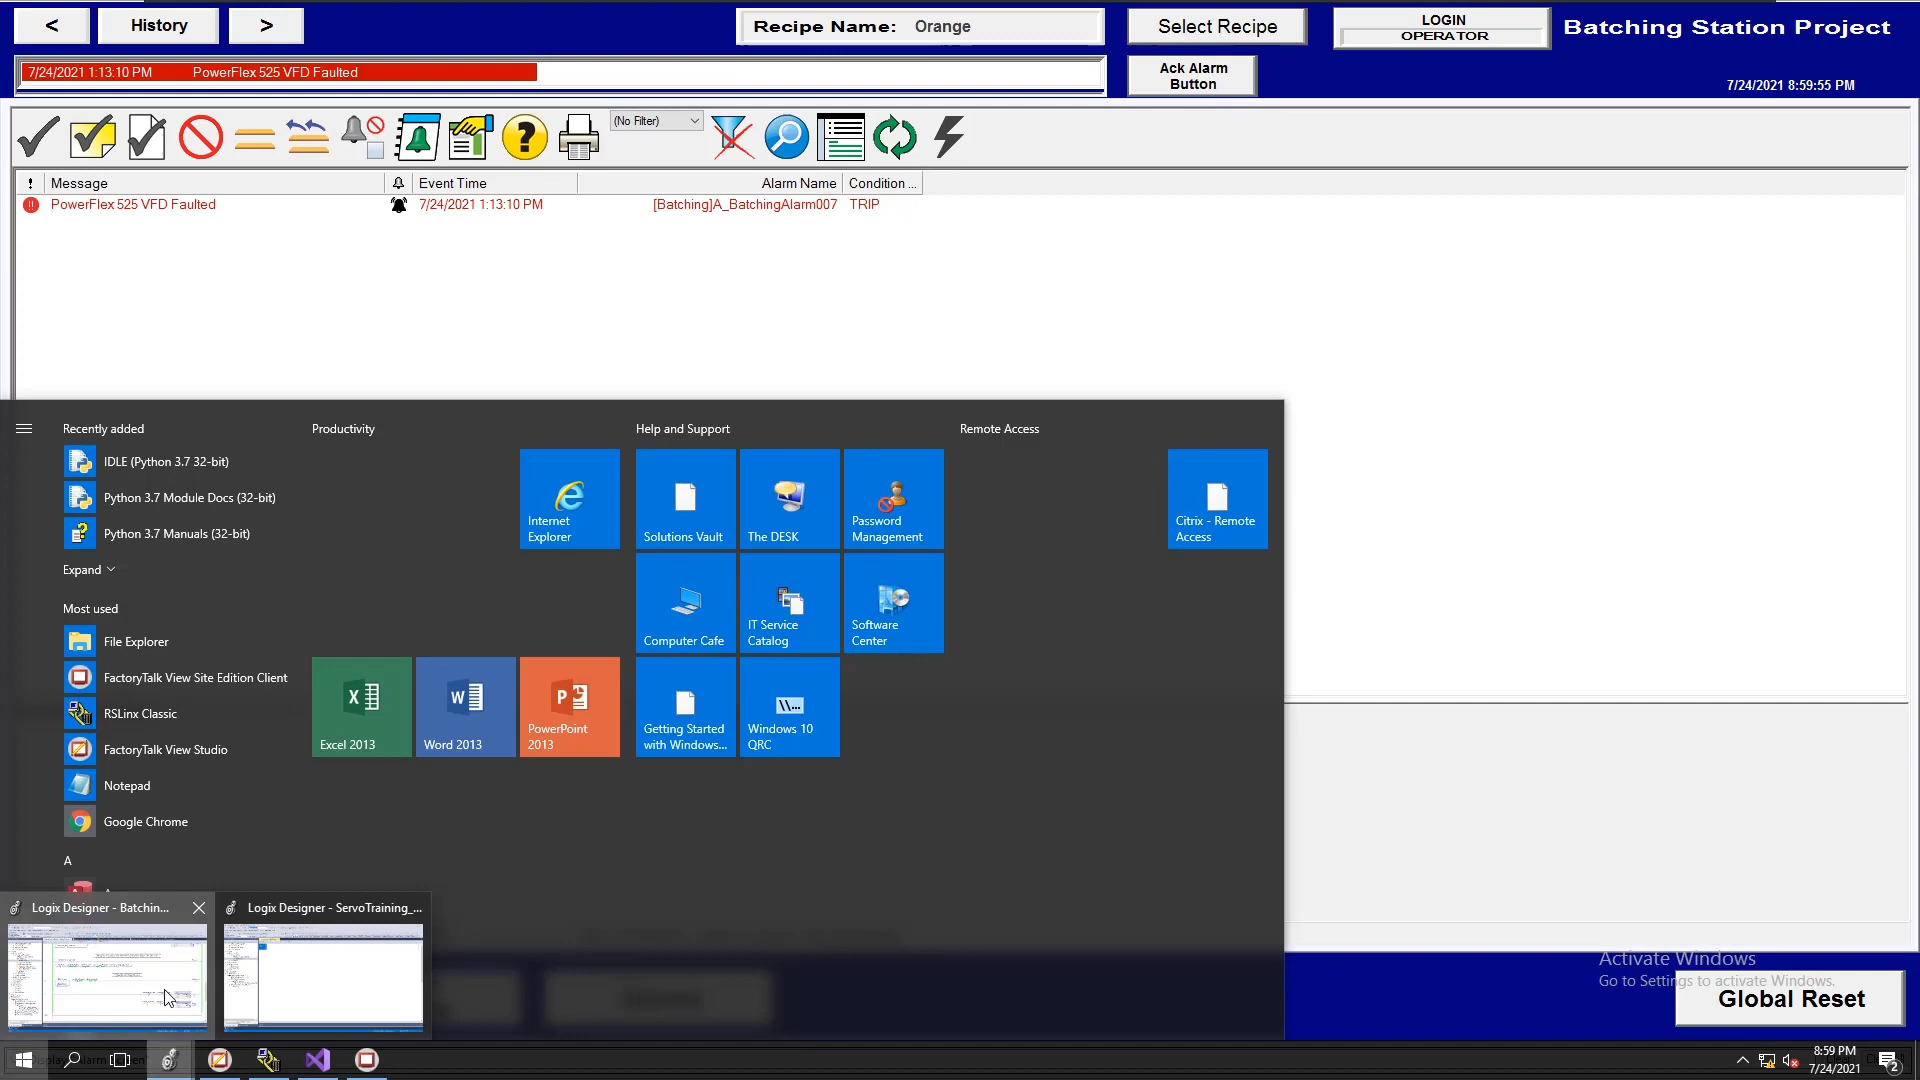 <
History
>
Recipe Name: Orange
Select Recipe
LOGIN
OPERATOR
Batching Station Project
7/24/2021 1:13:10 PM PowerFlex 525 VFD Faulted
Ack Alarm
Button
7/24/2021 8:59:55 PM
(No Filter)
! Message Event Time Alarm Name Condition ...
PowerFlex 525 VFD Faulted 7/24/2021 1:13:10 PM [Batching]A_BatchingAlarm007 TRIP
Recently added
IDLE (Python 3.7 32-bit)
Python 3.7 Module Docs (32-bit)
Python 3.7 Manuals (32-bit)
Expand
Most used
File Explorer
FactoryTalk View Site Edition Client
RSLinx Classic
FactoryTalk View Studio
Notepad
Google Chrome
A
Productivity
Internet
Explorer
Excel 2013
Word 2013
PowerPoint
2013
Help and Support
Solutions Vault
The DESK
Password
Management
Computer Cafe
IT Service
Catalog
Software
Center
Getting Started
with Windows...
Windows 10
QRC
Remote Access
Citrix - Remote
Access
Logix Designer - Batchin...
Logix Designer - ServoTraining_...
Activate Windows
Go to Settings to activate Windows.
Global Reset
8:59 PM
7/24/2021
2